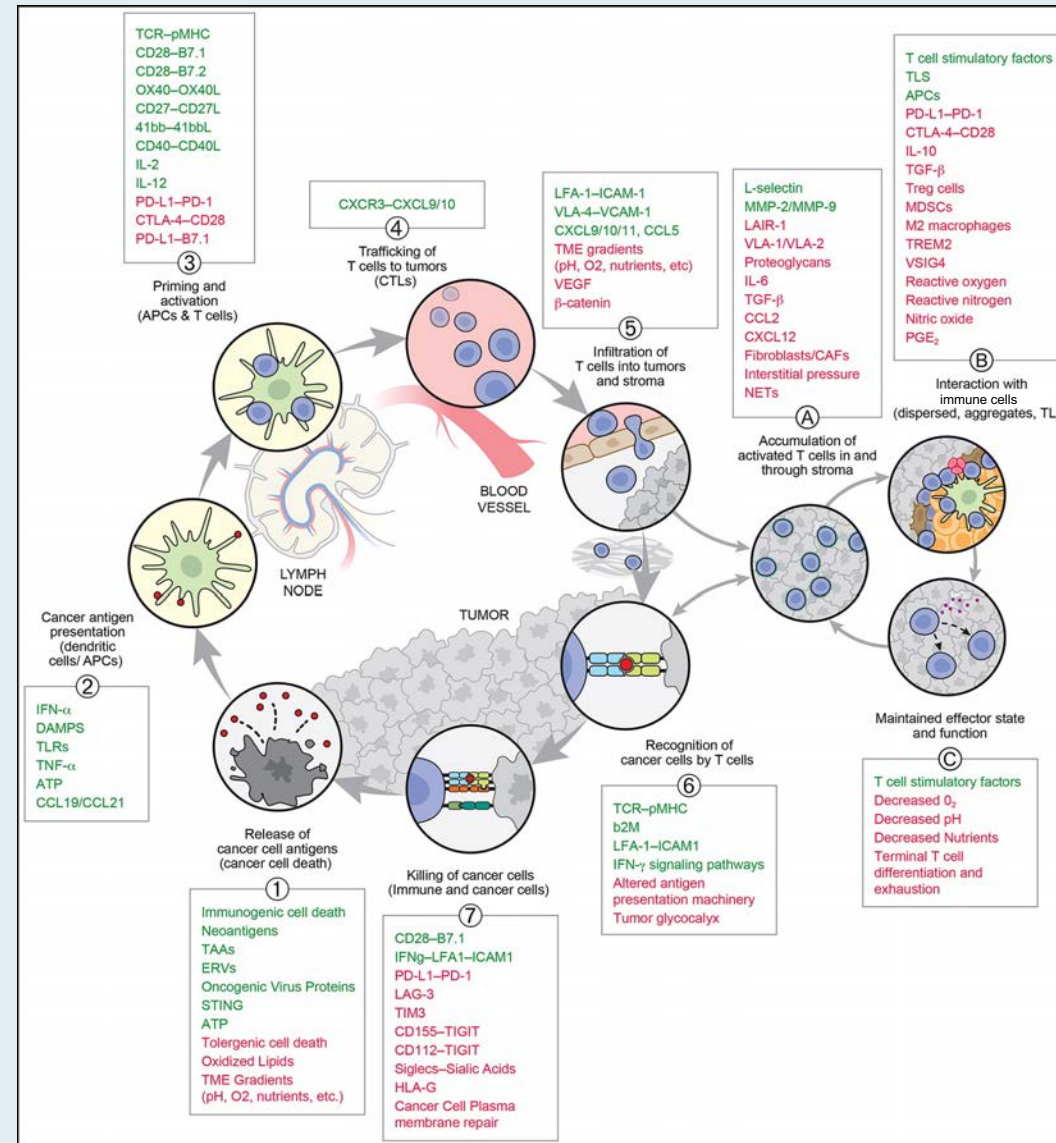 TCR–pMHC
CD28–B7.1
CD28–B7.2
OX40–OX40L
CD27–CD27L
41bb–41bbL
CD40–CD40L
IL-2
IL-12
PD-L1–PD-1
CTLA-4–CD28
PD-L1–B7.1
3
Priming and
activation
(APCs & T cells)
CXCR3–CXCL9/10
4
Trafficking of
T cells to tumors
(CTLs)
LFA-1–ICAM-1
VLA-4–VCAM-1
CXCL9/10/11, CCL5
TME gradients
(pH, O2, nutrients, etc)
VEGF
β-catenin
5
Infiltration of
T cells into tumors
and stroma
L-selectin
MMP-2/MMP-9
LAIR-1
VLA-1/VLA-2
Proteoglycans
IL-6
TGF-β
CCL2
CXCL12
Fibroblasts/CAFs
Interstitial pressure
NETs
A
Accumulation of
activated T cells in and
through stroma
T cell stimulatory factors
TLS
APCs
PD-L1–PD-1
CTLA-4–CD28
IL-10
TGF-β
Treg cells
MDSCs
M2 macrophages
TREM2
VSIG4
Reactive oxygen
Reactive nitrogen
Nitric oxide
PGE₂
B
Interaction with
immune cells
(dispersed, aggregates, TL
BLOOD
VESSEL
LYMPH
NODE
TUMOR
Cancer antigen
presentation
(dendritic
cells/ APCs)
2
IFN-α
DAMPS
TLRs
TNF-α
ATP
CCL19/CCL21
Release of
cancer cell antigens
(cancer cell death)
1
Immunogenic cell death
Neoantigens
TAAs
ERVs
Oncogenic Virus Proteins
STING
ATP
Tolergenic cell death
Oxidized Lipids
TME Gradients
(pH, O2, nutrients, etc.)
Killing of cancer cells
(Immune and cancer cells)
7
CD28–B7.1
IFNg–LFA1–ICAM1
PD-L1–PD-1
LAG-3
TIM3
CD155–TIGIT
CD112–TIGIT
Siglecs–Sialic Acids
HLA-G
Cancer Cell Plasma
membrane repair
Recognition of
cancer cells by T cells
6
TCR–pMHC
b2M
LFA-1–ICAM1
IFN-γ signaling pathways
Altered antigen
presentation machinery
Tumor glycocalyx
Maintained effector state
and function
C
T cell stimulatory factors
Decreased 0₂
Decreased pH
Decreased Nutrients
Terminal T cell
differentiation and
exhaustion